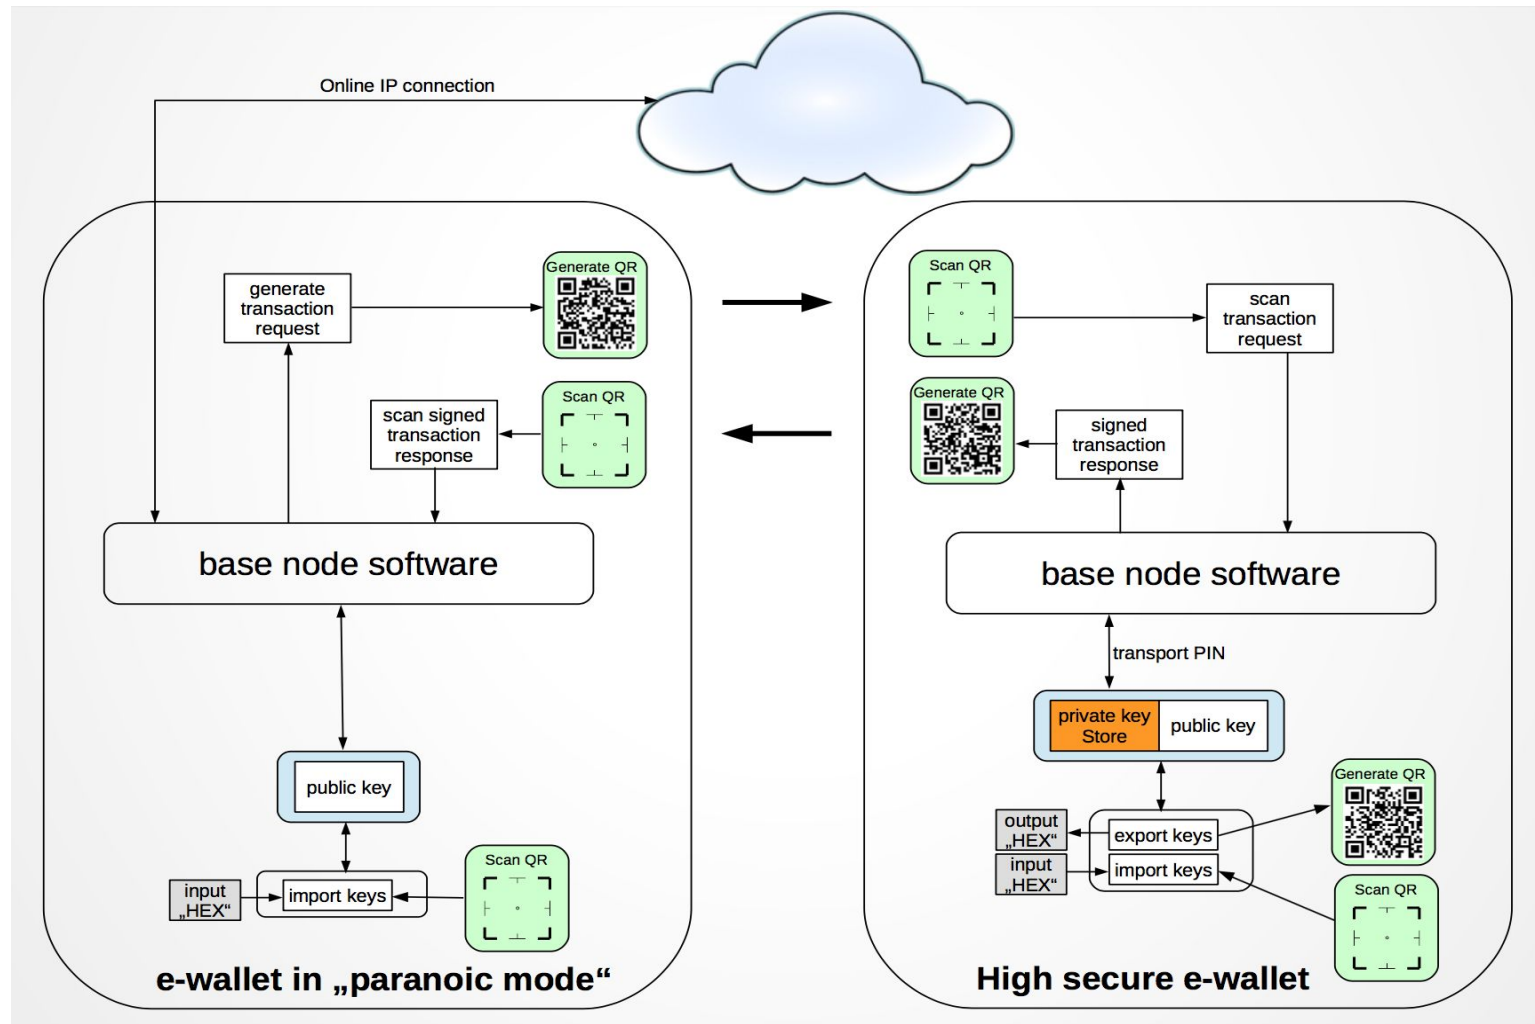 Online IP connection
Generate QR
generate
transaction
request
Scan QR
scan signed
transaction
response
base node software
public key
Scan QR
input
„HEX“
import keys
e-wallet in „paranoic mode“
Scan QR
scan
transaction
request
Generate QR
signed
transaction
response
base node software
transport PIN
private key
Store
public key
Generate QR
output
„HEX“
export keys
input
„HEX“
import keys
Scan QR
High secure e-wallet